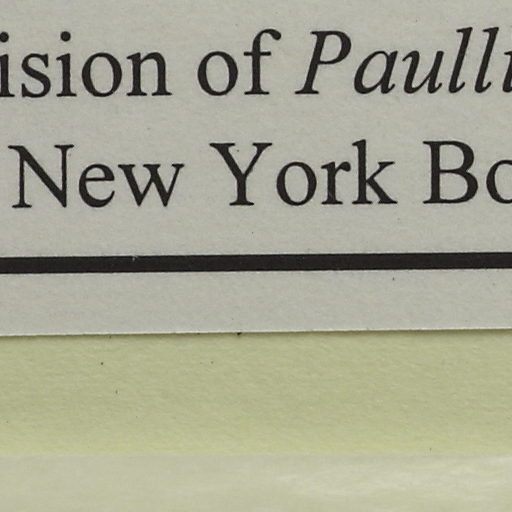 ision of Paulli
New York Bo